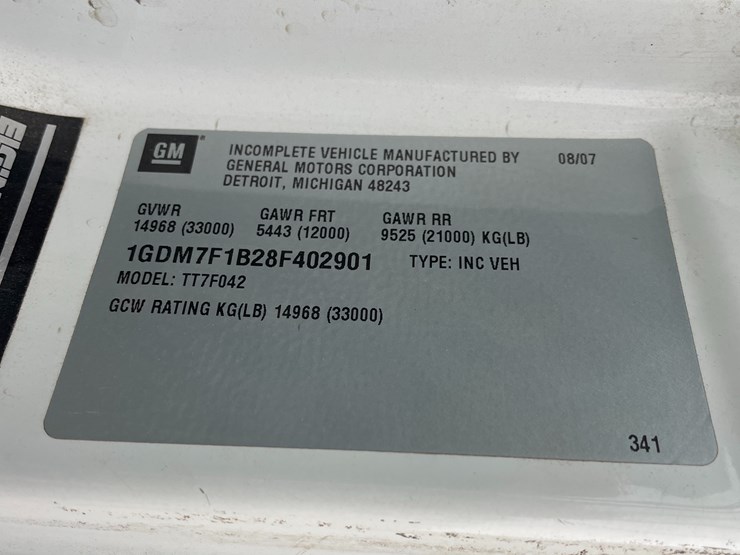 GM
INCOMPLETE VEHICLE MANUFACTURED BY 08/07
GENERAL MOTORS CORPORATION
DETROIT, MICHIGAN 48243
GVWR GAWR FRT GAWR RR
14968 (33000) 5443 (12000) 9525 (21000) KG(LB)
1GDM7F1B28F402901 TYPE: INC VEH
MODEL: TT7F042
GCW RATING KG(LB) 14968 (33000)
341